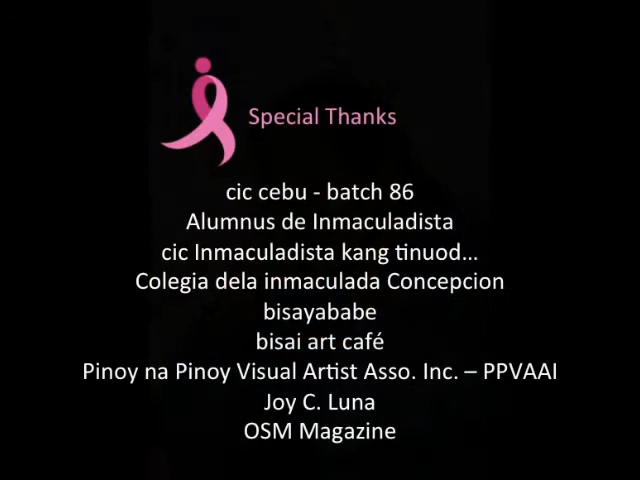 Special Thanks
cic cebu - batch 86
Alumnus de Inmaculadista
cic Inmaculadista kang tinuod...
Colegia dela inmaculada Concepcion
bisayababe
bisai art café
Pinoy na Pinoy Visual Artist Asso. Inc. – PPVAAI
Joy C. Luna
OSM Magazine